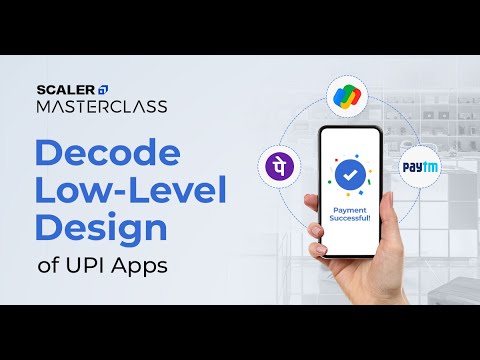 SCALER
MASTERCLASS
Decode
Low-Level
Design
of UPI Apps
पे
paytm
Payment
Successful!